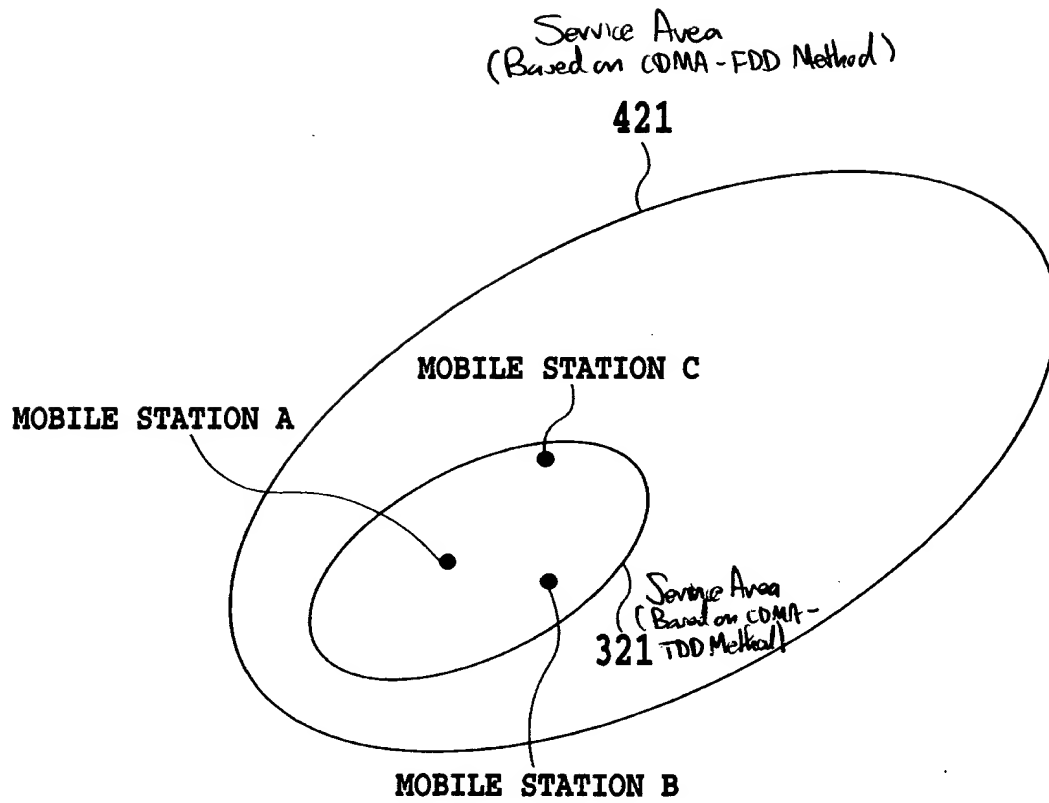 Service Area
(Based on CDMA-FDD Method)
421
MOBILE STATION C
MOBILE STATION A
Service Area
(Based on CDMA-
321 TDD Method)
MOBILE STATION B